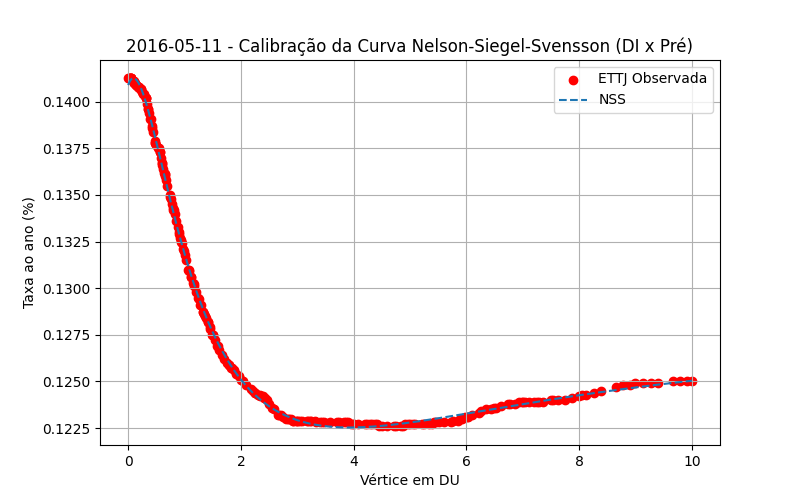 2016-05-11 - Calibração da Curva Nelson-Siegel-Svensson (DI x Pré)
ETTJ Observada
NSS
Taxa ao ano (%)
0.1400
0.1375
0.1350
0.1325
0.1300
0.1275
0.1250
0.1225
0
2
4
6
8
10
Vértice em DU